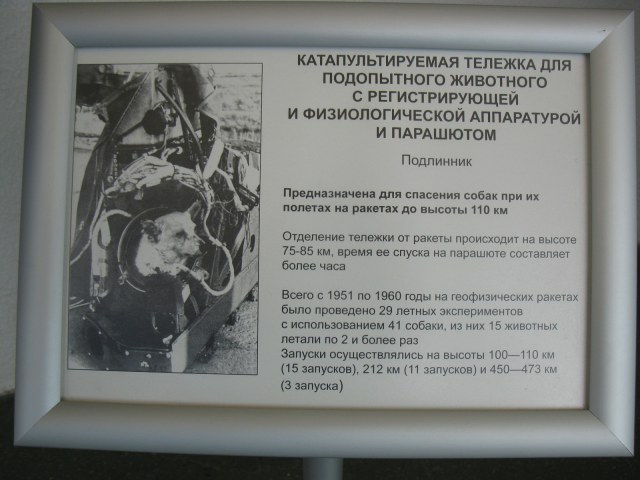 КАТАПУЛЬТИРУЕМАЯ ТЕЛЕЖКА ДЛЯ
ПОДОПЫТНОГО ЖИВОТНОГО
С РЕГИСТРИРУЮЩЕЙ
И ФИЗИОЛОГИЧЕСКОЙ АППАРАТУРОЙ
И ПАРАШЮТОМ
Подлинник
Предназначена для спасения собак при их
полетах на ракетах до высоты 110 км
Отделение тележки от ракеты происходит на высоте
75-85 км, время ее спуска на парашюте составляет
более часа
Всего с 1951 по 1960 годы на геофизических ракетах
было проведено 29 летных экспериментов
с использованием 41 собаки, из них 15 животных
летали по 2 и более раз
Запуски осуществлялись на высоты 100—110 км
(15 запусков), 212 км (11 запусков) и 450—473 км
(3 запуска)